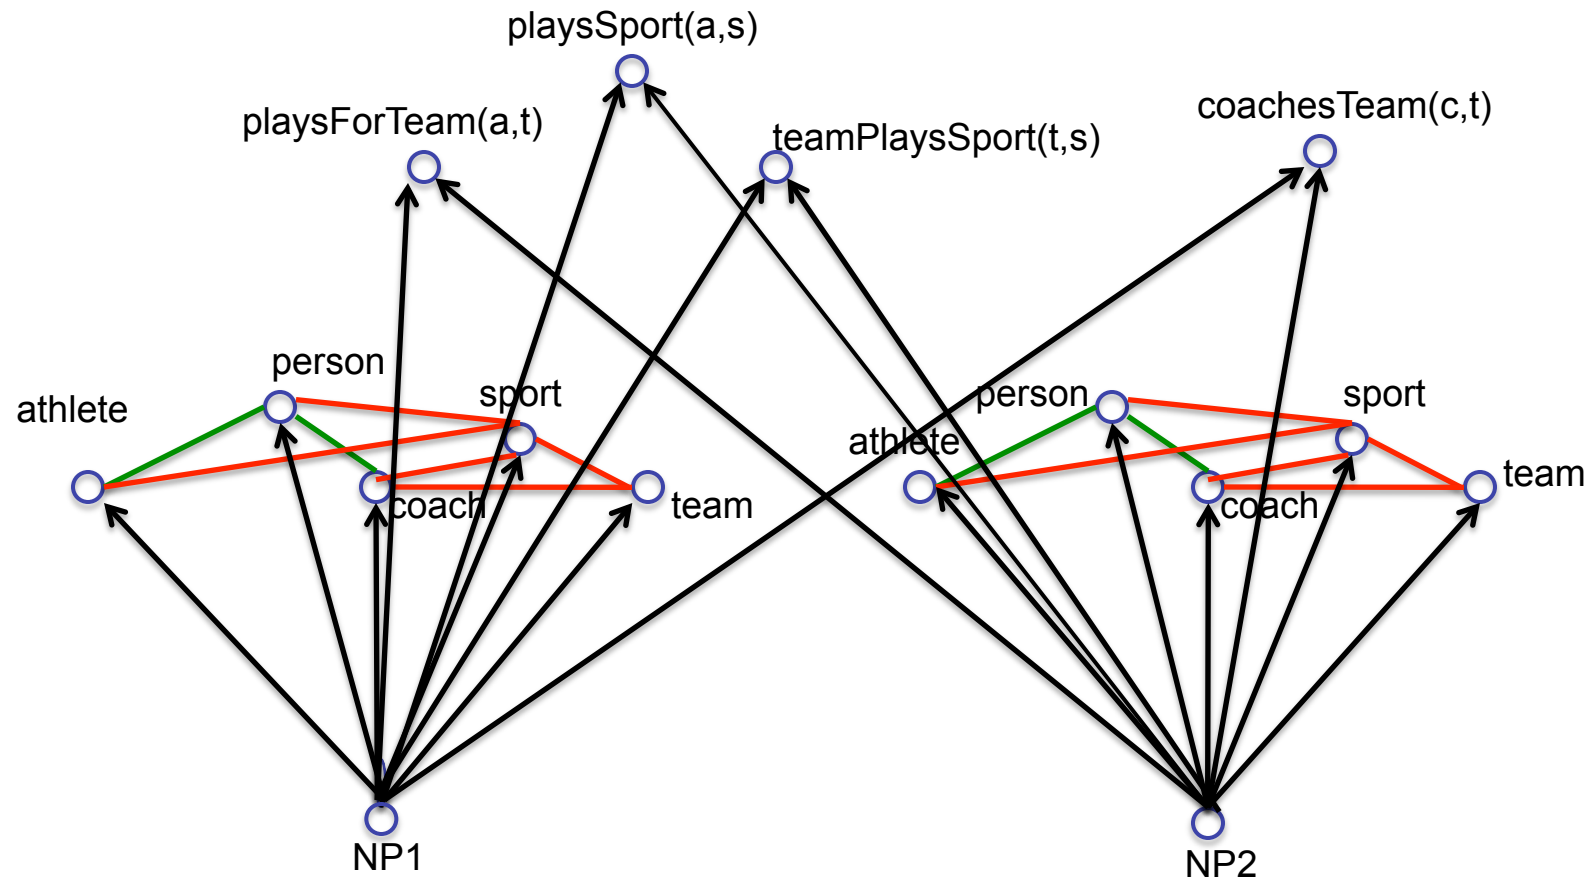 playsSport(a,s)
playsForTeam(a,t)
teamPlaysSport(t,s)
coachesTeam(c,t)
person
sport
athlete
coach
team
person
sport
athlete
coach
team
NP1
NP2